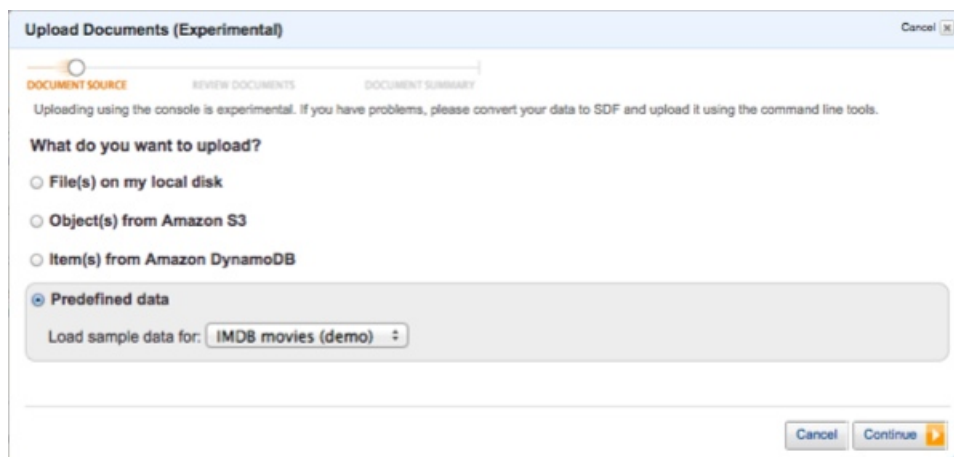 Upload Documents (Experimental)
Cancel
DOCUMENT SOURCE REVIEW DOCUMENTS DOCUMENT SUMMARY
Uploading using the console is experimental. If you have problems, please convert your data to SDF and upload it using the command line tools.
What do you want to upload?
File(s) on my local disk
Object(s) from Amazon S3
Item(s) from Amazon DynamoDB
Predefined data
Load sample data for: IMDB movies (demo)
Cancel Continue